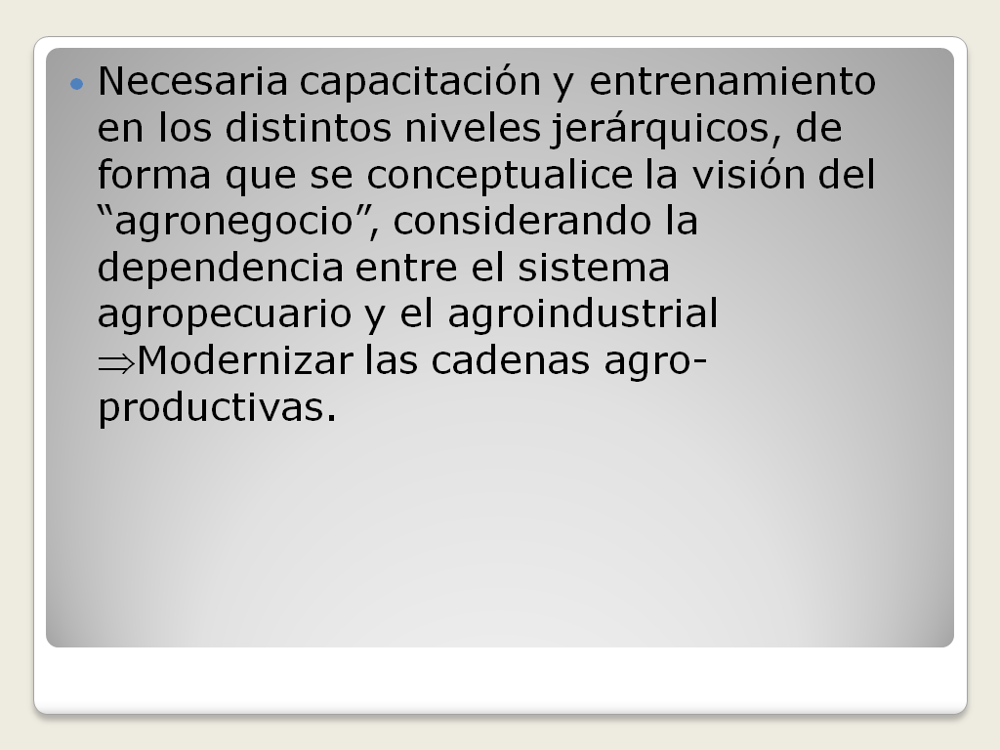 • Necesaria capacitación y entrenamiento
en los distintos niveles jerárquicos, de
forma que se conceptualice la visión del
“agronegocio”, considerando la
dependencia entre el sistema
agropecuario y el agroindustrial
⇒Modernizar las cadenas agro-
productivas.